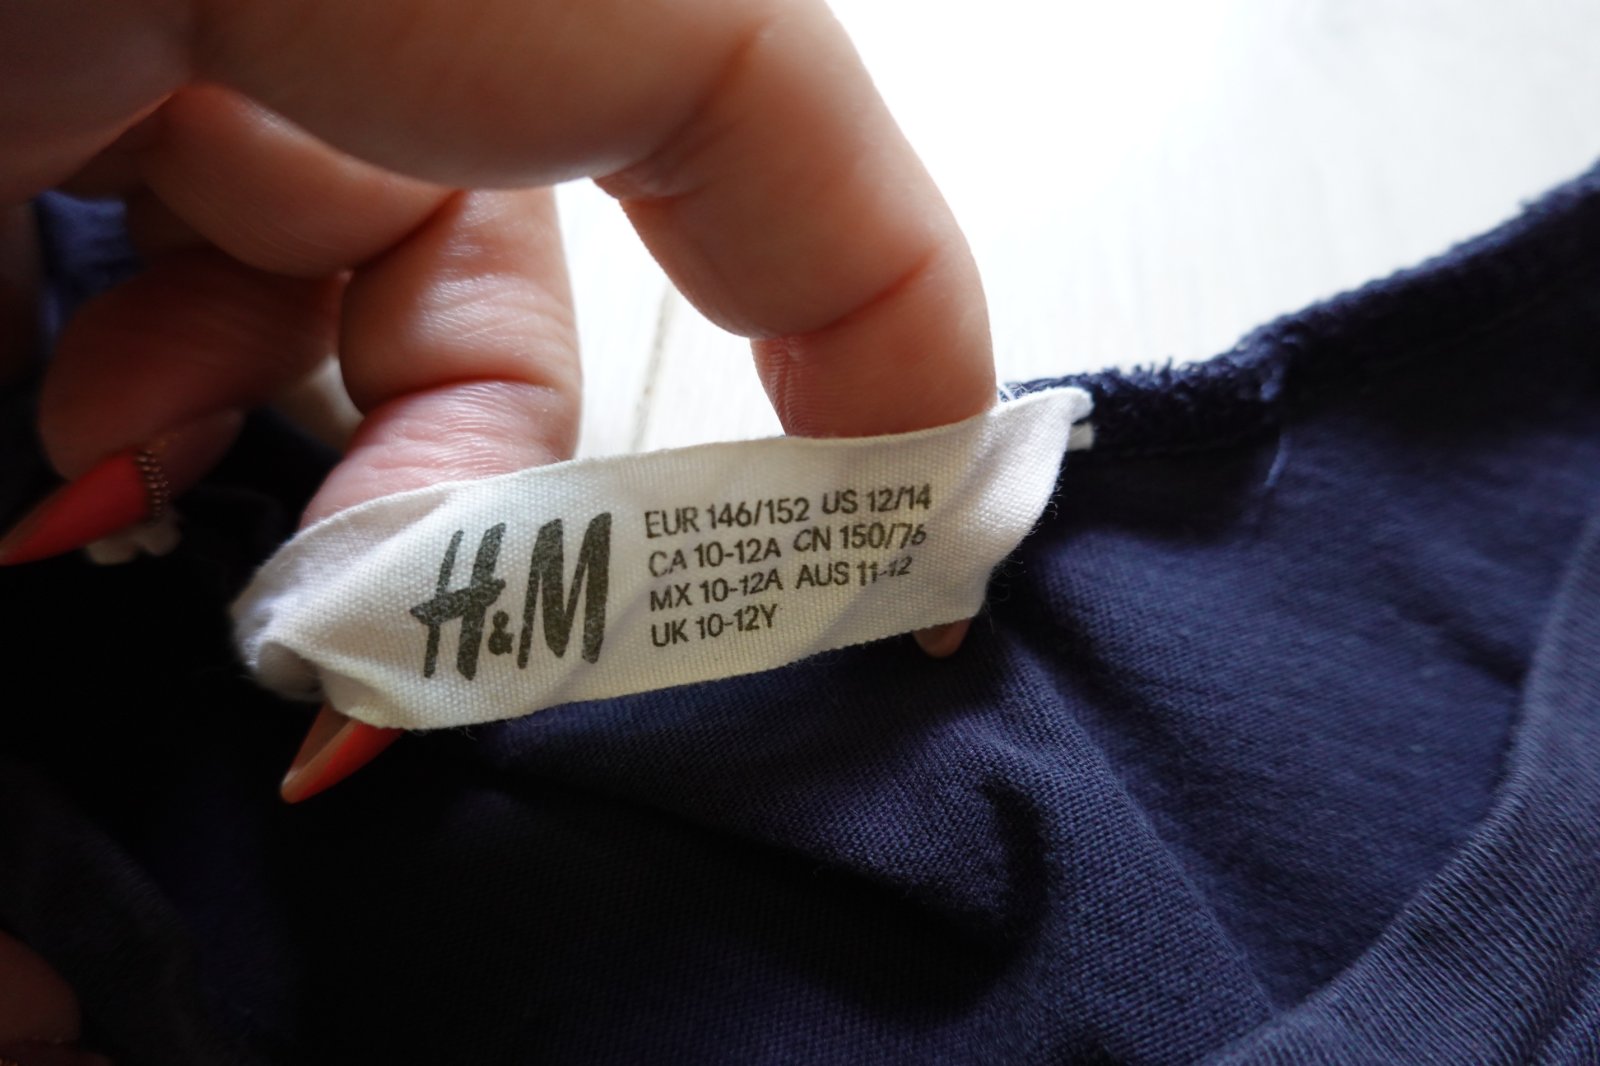 H&M
EUR 146/152 US 12/14
CA 10-12A CN 150/76
MX 10-12A AUS 11-12
UK 10-12Y